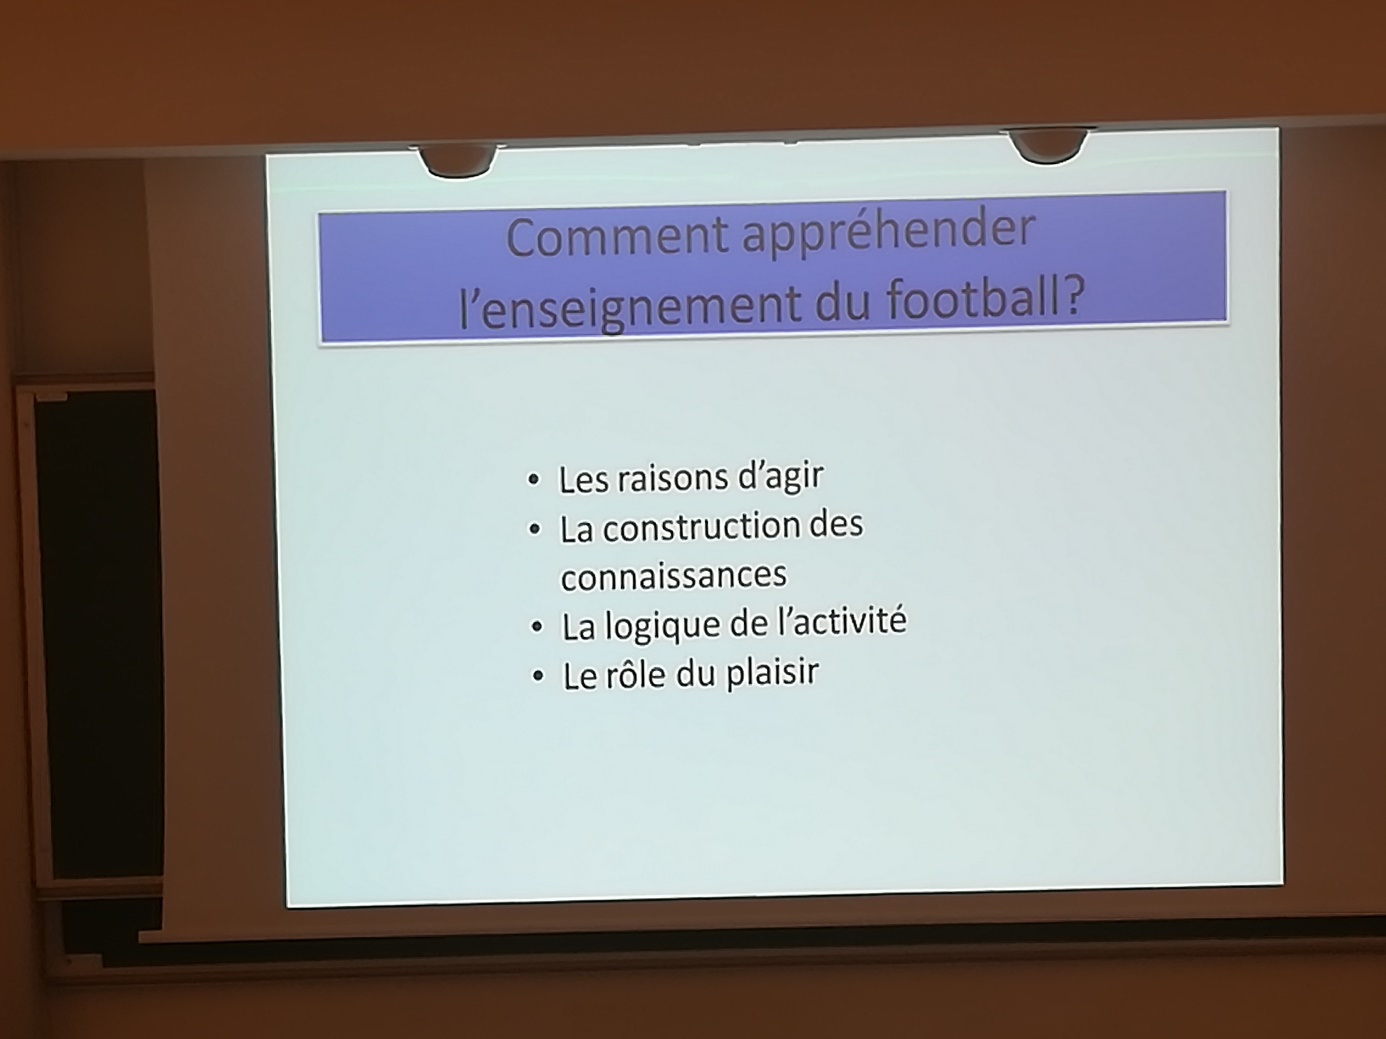 Comment appréhender
l'enseignement du football?
• Les raisons d'agir
• La construction des
connaissances
• La logique de l'activité
• Le rôle du plaisir